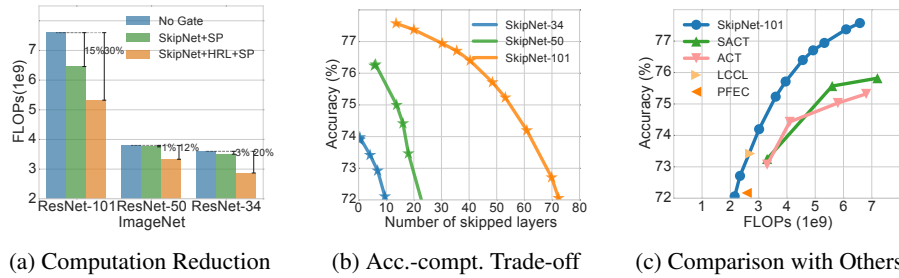 No Gate
SkipNet+SP
SkipNet+HRL+SP
15%
30%
1%
12%
3%
20%
FLOPs(1e9)
7
6
5
4
3
2
ResNet-101
ResNet-50
ResNet-34
ImageNet
(a) Computation Reduction
SkipNet-34
SkipNet-50
SkipNet-101
Accuracy (%)
77
76
75
74
73
72
0 10 20 30 40 50 60 70 80
Number of skipped layers
(b) Acc.-compt. Trade-off
SkipNet-101
SACT
ACT
LCCL
PFEC
Accuracy (%)
77
76
75
74
73
72
1 2 3 4 5 6 7
FLOPs (1e9)
(c) Comparison with Others